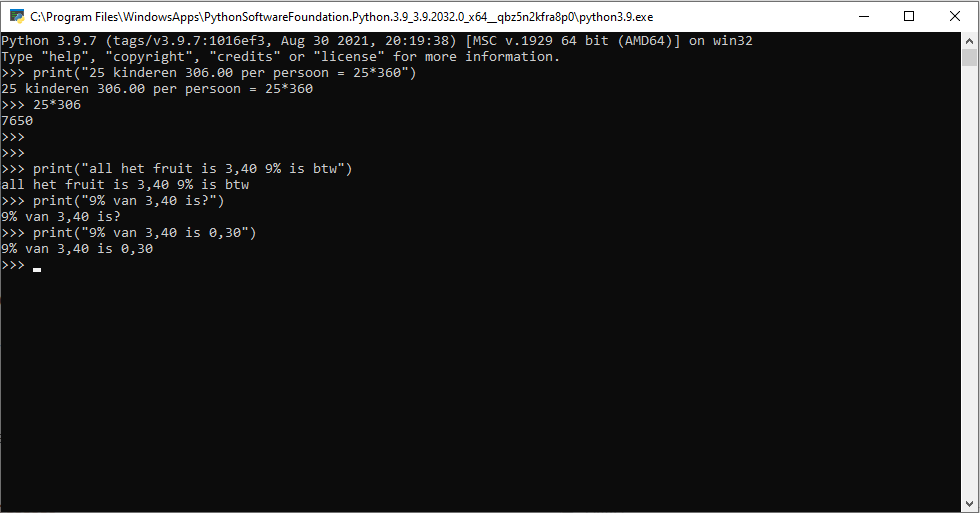 C:\Program Files\WindowsApps\PythonSoftwareFoundation.Python.3.9_3.9.2032.0_x64__qbz5n2kfra8p0\python3.9.exe
Python 3.9.7 (tags/v3.9.7:1016ef3, Aug 30 2021, 20:19:38) [MSC v.1929 64 bit (AMD64)] on win32
Type "help", "copyright", "credits" or "license" for more information.
>>> print("25 kinderen 306.00 per persoon = 25*360")
25 kinderen 306.00 per persoon = 25*360
>>> 25*306
7650
>>>
>>>
>>> print("all het fruit is 3,40 9% is btw")
all het fruit is 3,40 9% is btw
>>> print("9% van 3,40 is?")
9% van 3,40 is?
>>> print("9% van 3,40 is 0,30")
9% van 3,40 is 0,30
>>>